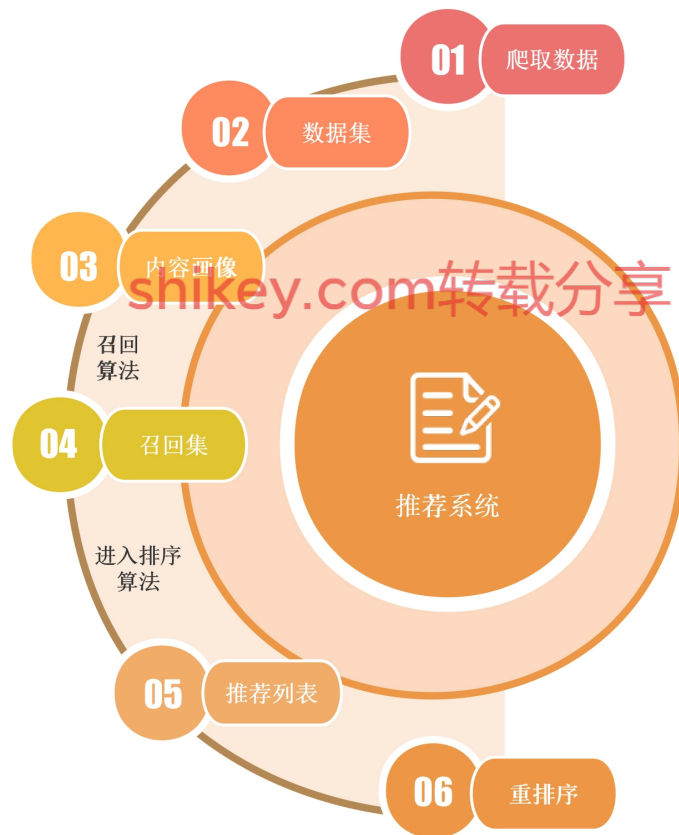 01
爬取数据
02
数据集
03
内容画像
shikey.com转载分享
召回
算法
04
召回集
推荐系统
进入排序
算法
05
推荐列表
06
重排序